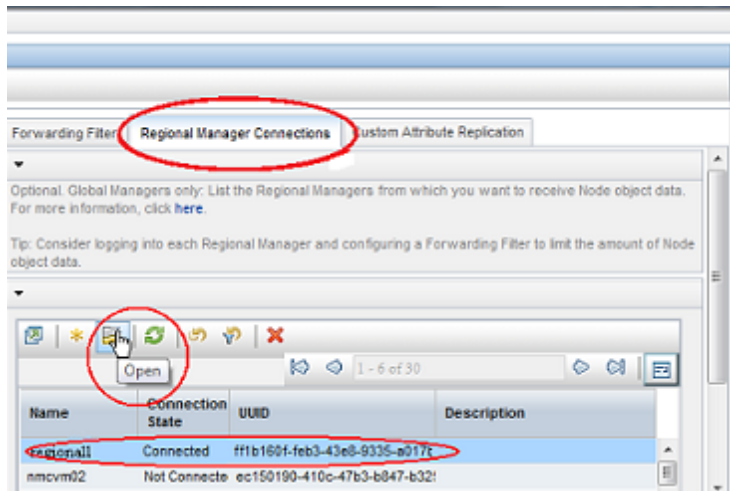 Forwarding Filter Regional Manager Connections Custom Attribute Replication
Optional. Global Managers only: List the Regional Managers from which you want to receive Node object data.
For more information, click here.
Tip: Consider logging into each Regional Manager and configuring a Forwarding Filter to limit the amount of Node
object data.
Open
1 - 6 of 30
Name Connection State UUID Description
regional1 Connected ff1b160f-feb3-43e8-9335-a017b
nmcvm02 Not Connecte ec150190-410c-47b3-b847-b325